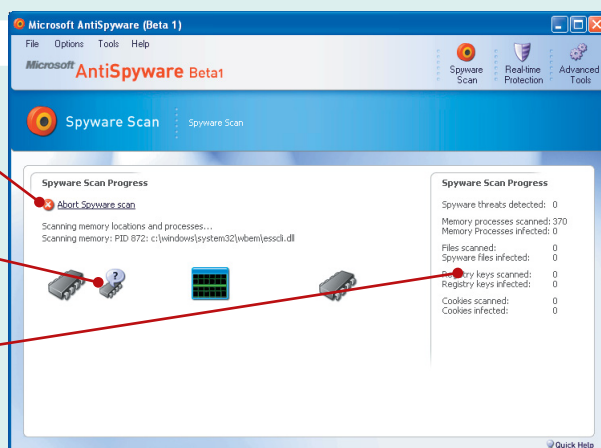 Microsoft AntiSpyware (Beta 1)
File Options Tools Help
Microsoft AntiSpyware Beta1
Spyware Scan
Real-time Protection
Advanced Tools
Spyware Scan
Spyware Scan
Spyware Scan Progress
Abort Spyware scan
Scanning memory locations and processes...
Scanning memory: PID 872: c:\windows\system32\wbem\esscli.dll
?
Spyware Scan Progress
Spyware threats detected: 0
Memory processes scanned: 370
Memory Processes infected: 0
Files scanned: 0
Spyware files infected: 0
keys scanned: 0
Registry keys infected: 0
Cookies scanned: 0
Cookies infected: 0
Quick Help